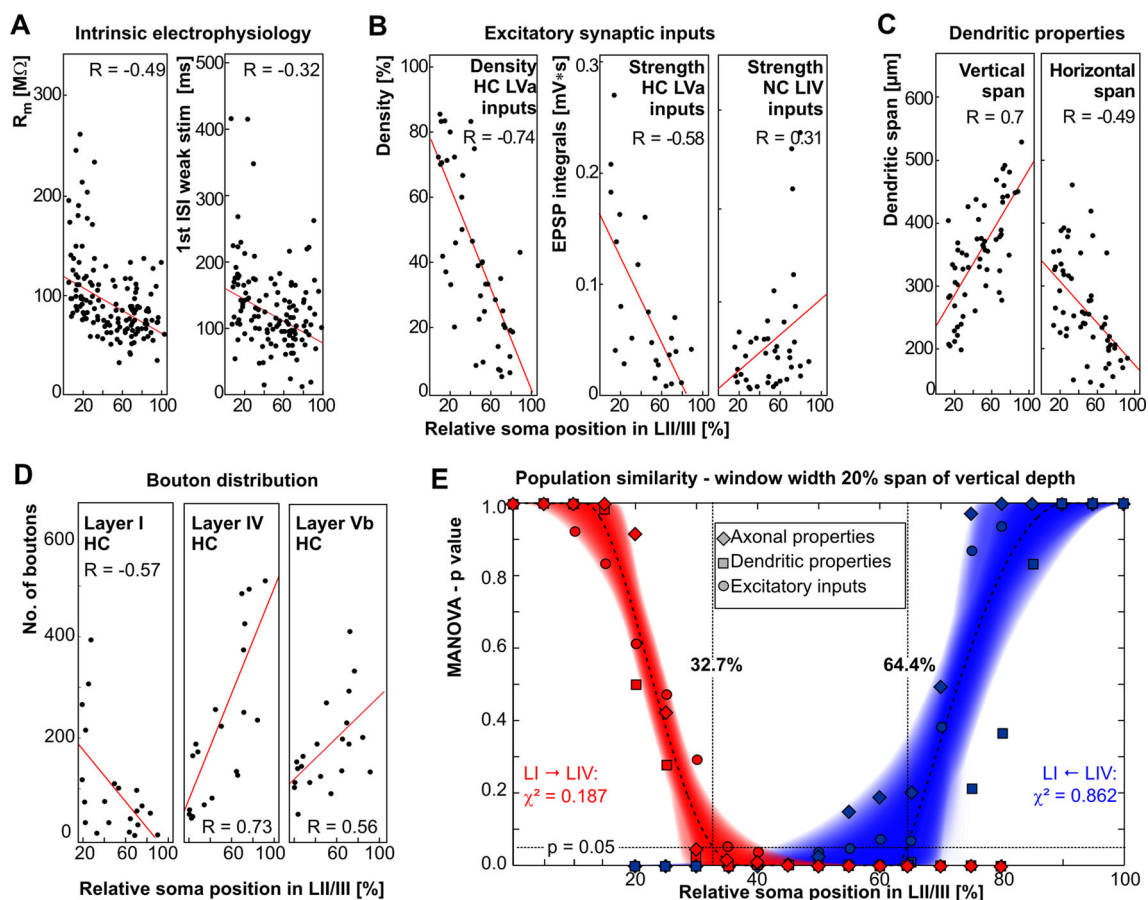 A
Intrinsic electrophysiology
Rm [MΩ]
R = -0.49
300
200
100
0
20
60
100
1st ISI weak stim [ms]
R = -0.32
500
400
300
200
100
0
20
60
100
B
Excitatory synaptic inputs
Density [%]
Density
HC LVa
inputs
R = -0.74
80
60
40
20
0
20
60
100
EPSP integrals [mV*s]
Strength
HC LVa
inputs
R = -0.58
0.3
0.2
0.1
0
20
60
100
Strength
NC LIV
inputs
R = 0.31
20
60
100
Relative soma position in LII/III [%]
C
Dendritic properties
Dendritic span [µm]
Vertical
span
R = 0.7
600
500
400
300
200
0
20
60
100
Horizontal
span
R = -0.49
20
60
100
D
Bouton distribution
No. of boutons
Layer I
HC
R = -0.57
600
400
200
0
20
60
100
Layer IV
HC
R = 0.73
20
60
100
Layer Vb
HC
R = 0.56
20
60
100
Relative soma position in LII/III [%]
E
Population similarity - window width 20% span of vertical depth
MANOVA - p value
1.0
0.8
0.6
0.4
0.2
0.0
Axonal properties
Dendritic properties
Excitatory inputs
32.7%
64.4%
LI → LIV:
χ² = 0.187
LI ← LIV:
χ² = 0.862
p = 0.05
20
40
60
80
100
Relative soma position in LII/III [%]